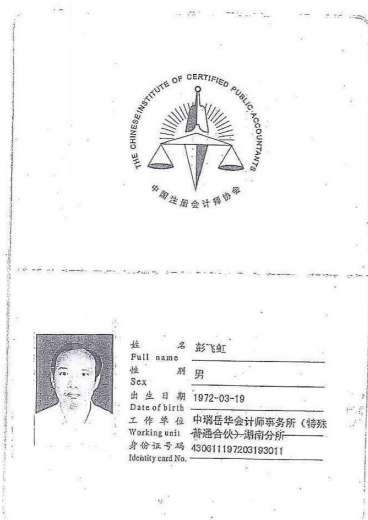 THE CHINESE INSTITUTE OF CERTIFIED PUBLIC ACCOUNTANTS
中国注册会计师协会
姓 名 彭飞虹
Full name
性 别 男
Sex
出生日期 1972-03-19
Date of birth
工作单位 中瑞岳华会计师事务所(特殊
Working unit 普通合伙)湖南分所
身份证号码 430611197203193011
Identity card No.